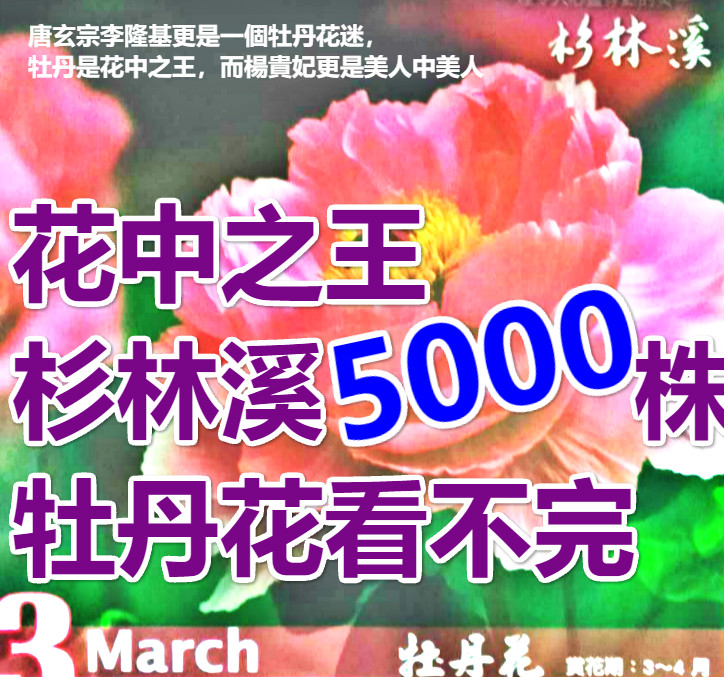 唐玄宗李隆基更是一個牡丹花迷，
牡丹是花中之王，而楊貴妃更是美人中美人
杉林溪
花中之王
杉林溪5000株
牡丹花看不完
3 March
牡丹花 賞花期：3～4月